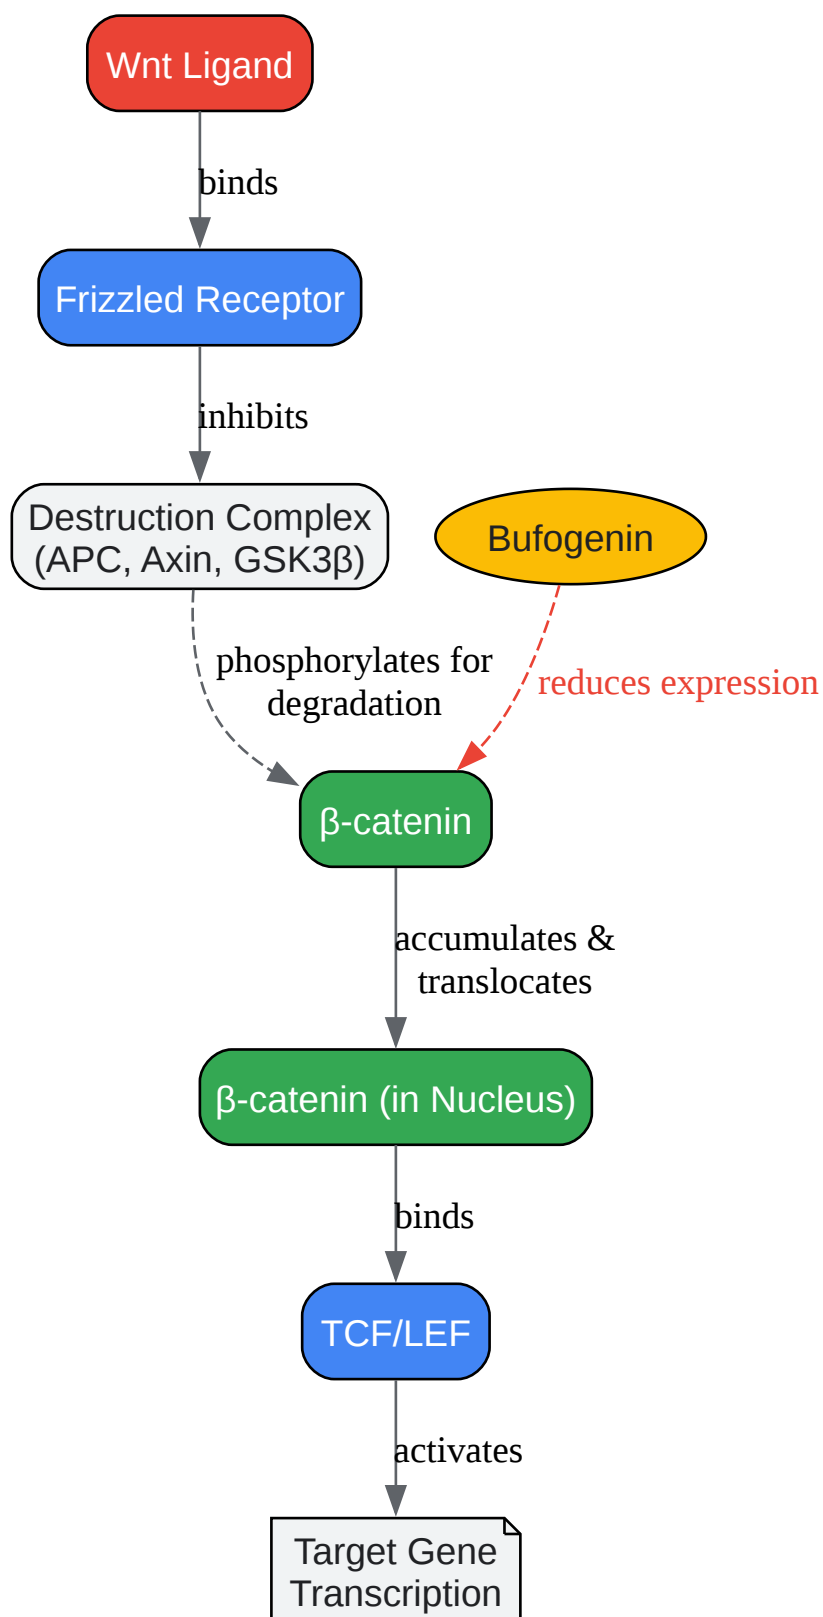 Wnt Ligand
binds
Frizzled Receptor
inhibits
Destruction Complex
(APC, Axin, GSK3β)
Bufogenin
phosphorylates for
degradation
reduces expression
β-catenin
accumulates &
translocates
β-catenin (in Nucleus)
binds
TCF/LEF
activates
Target Gene
Transcription